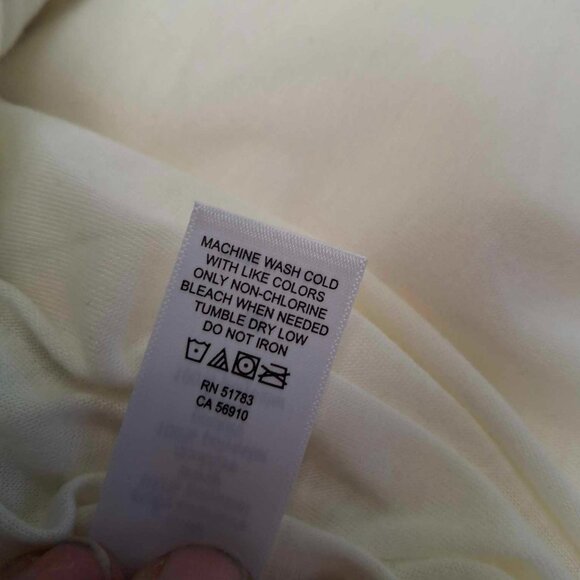 MACHINE WASH COLD
WITH LIKE COLORS
ONLY NON-CHLORINE
BLEACH WHEN NEEDED
TUMBLE DRY LOW
DO NOT IRON
RN 51783
CA 56910